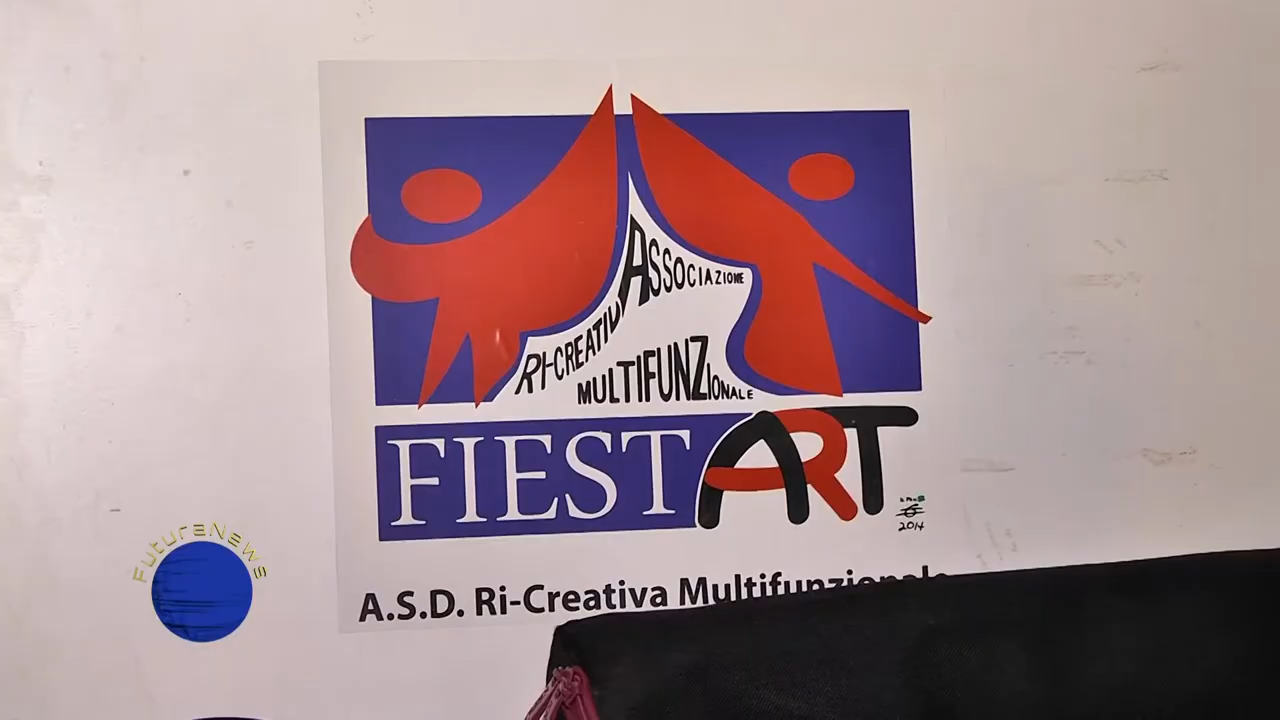 ASSOCIAZIONE
RI-CREATIVA
MULTIFUNZIONALE
FIESTART
2014
A.S.D. Ri-Creativa Multifunzionale
FutureNews